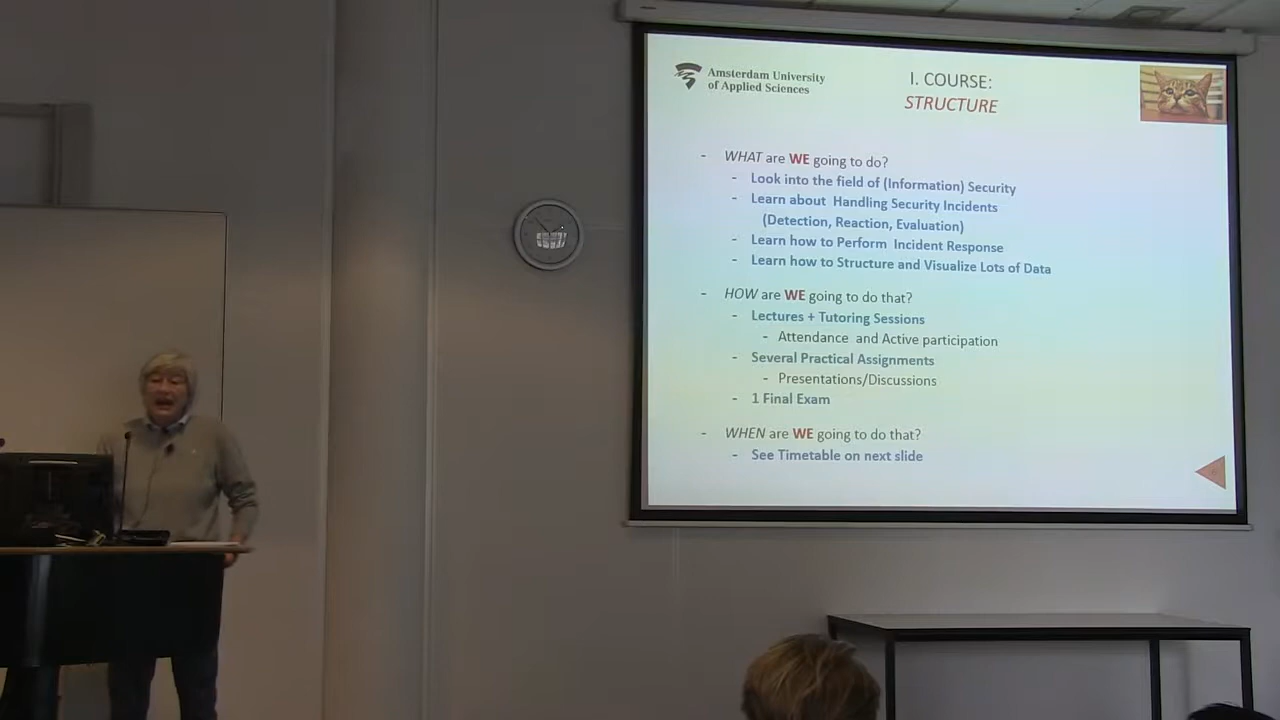 Amsterdam University
of Applied Sciences
I. COURSE:
STRUCTURE
- WHAT are WE going to do?
- Look into the field of (Information) Security
- Learn about Handling Security Incidents
(Detection, Reaction, Evaluation)
- Learn how to Perform Incident Response
- Learn how to Structure and Visualize Lots of Data
- HOW are WE going to do that?
- Lectures + Tutoring Sessions
- Attendance and Active participation
- Several Practical Assignments
- Presentations/Discussions
- 1 Final Exam
- WHEN are WE going to do that?
- See Timetable on next slide